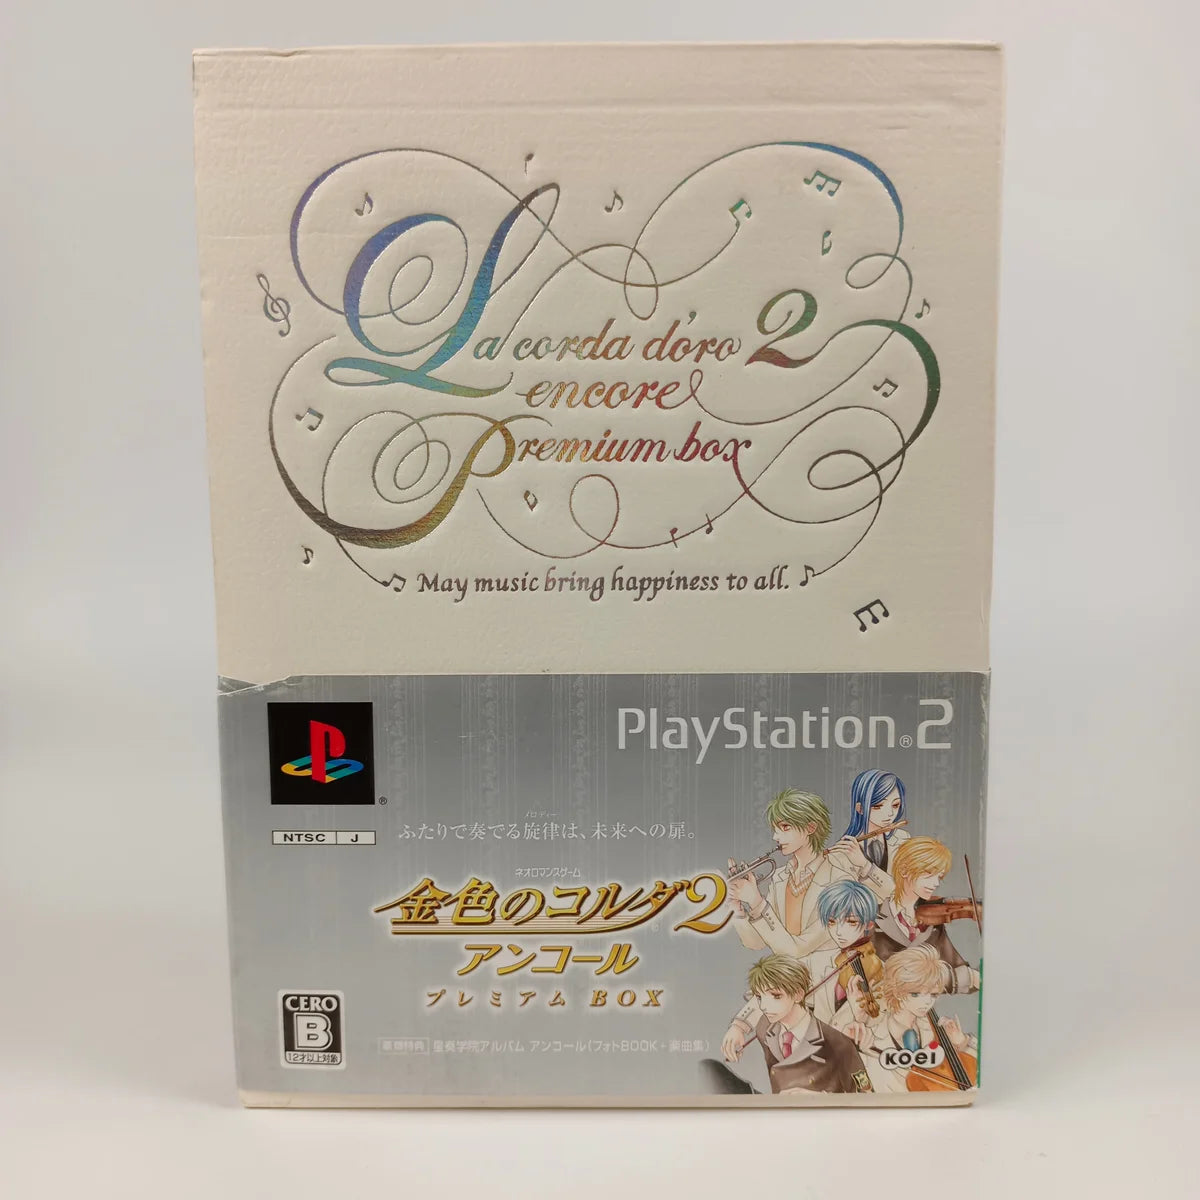 La corda d'oro 2
encore
Premium box
May music bring happiness to all.
PlayStation®2
®
NTSC J
メロディー
ふたりで奏でる旋律は、未来への扉。
ネオロマンスゲーム
金色のコルダ2
アンコール
プレミアム BOX
CERO
B
12才以上対象
豪華特典 星奏学院アルバム アンコール(フォトBOOK+楽曲集)
KOEI